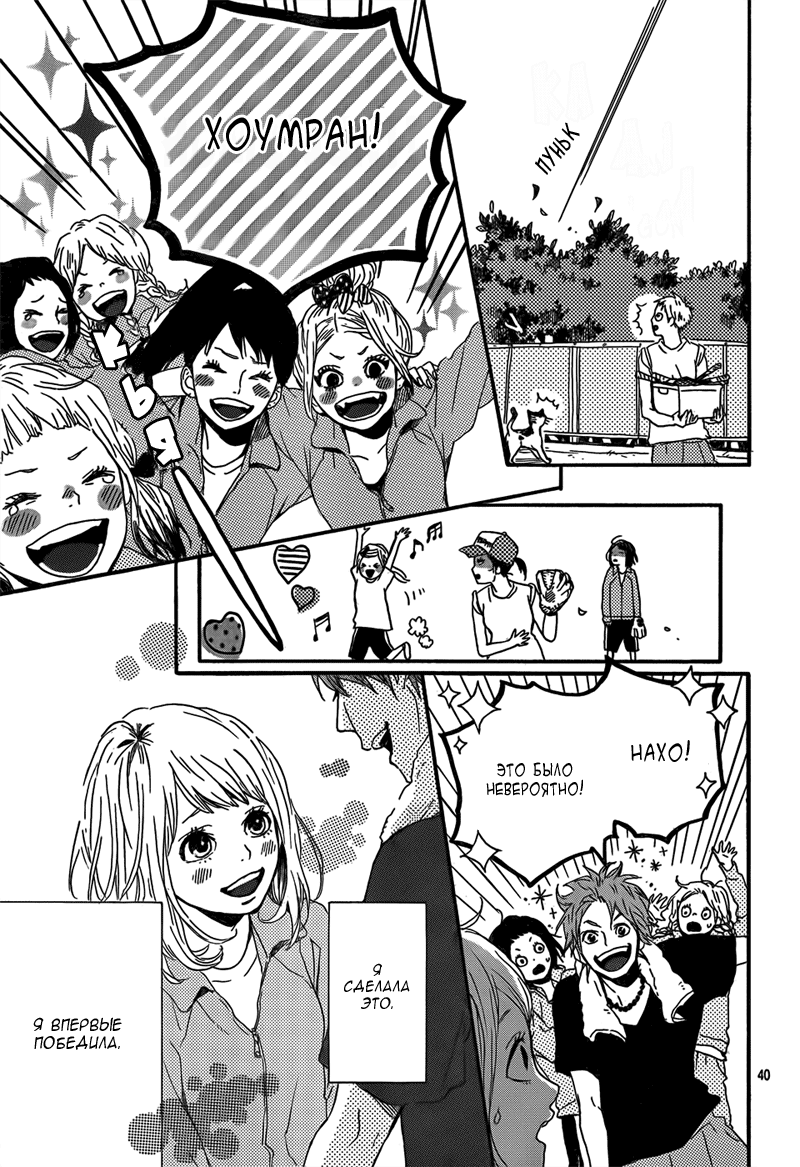 ПУНЬК
ХОУМРАН!
КЬЯ
НАХО!
ЭТО БЫЛО
НЕВЕРОЯТНО!
Я
СДЕЛАЛА
ЭТО.
Я ВПЕРВЫЕ
ПОБЕДИЛА.
40